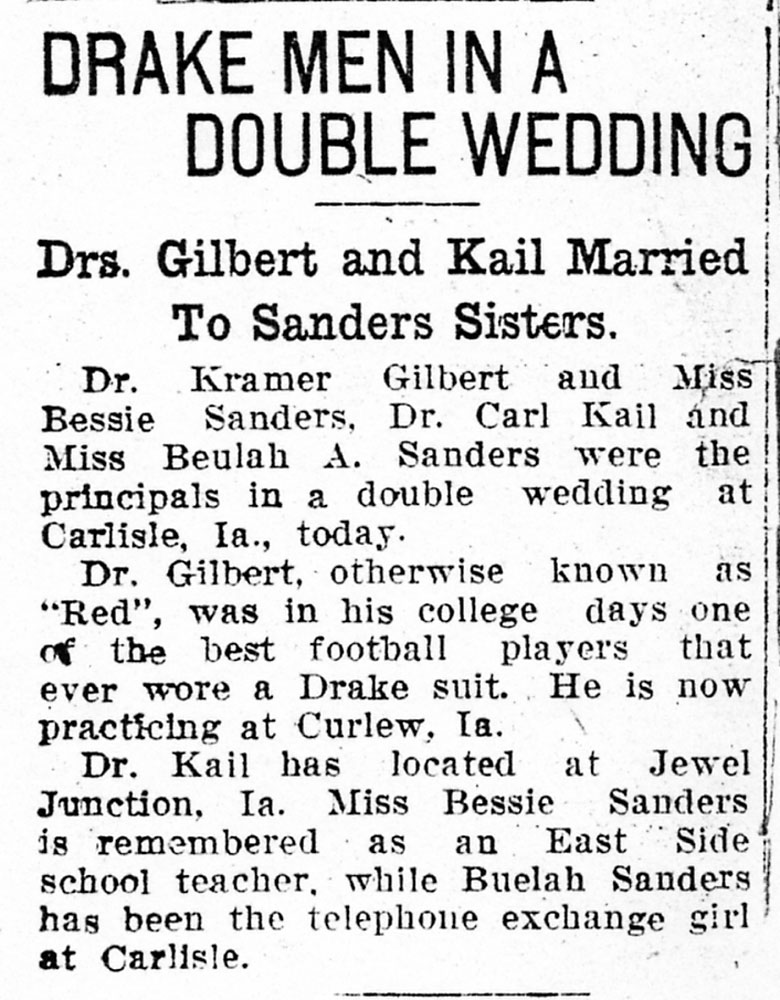 DRAKE MEN IN A
DOUBLE WEDDING
Drs. Gilbert and Kail Married
To Sanders Sisters.
Dr. Kramer Gilbert and Miss
Bessie Sanders, Dr. Carl Kail and
Miss Beulah A. Sanders were the
principals in a double wedding at
Carlisle, Ia., today.
Dr. Gilbert, otherwise known as
"Red", was in his college days one
of the best football players that
ever wore a Drake suit. He is now
practicing at Curlew, Ia.
Dr. Kail has located at Jewel
Junction, Ia. Miss Bessie Sanders
is remembered as an East Side
school teacher, while Buelah Sanders
has been the telephone exchange girl
at Carlisle.